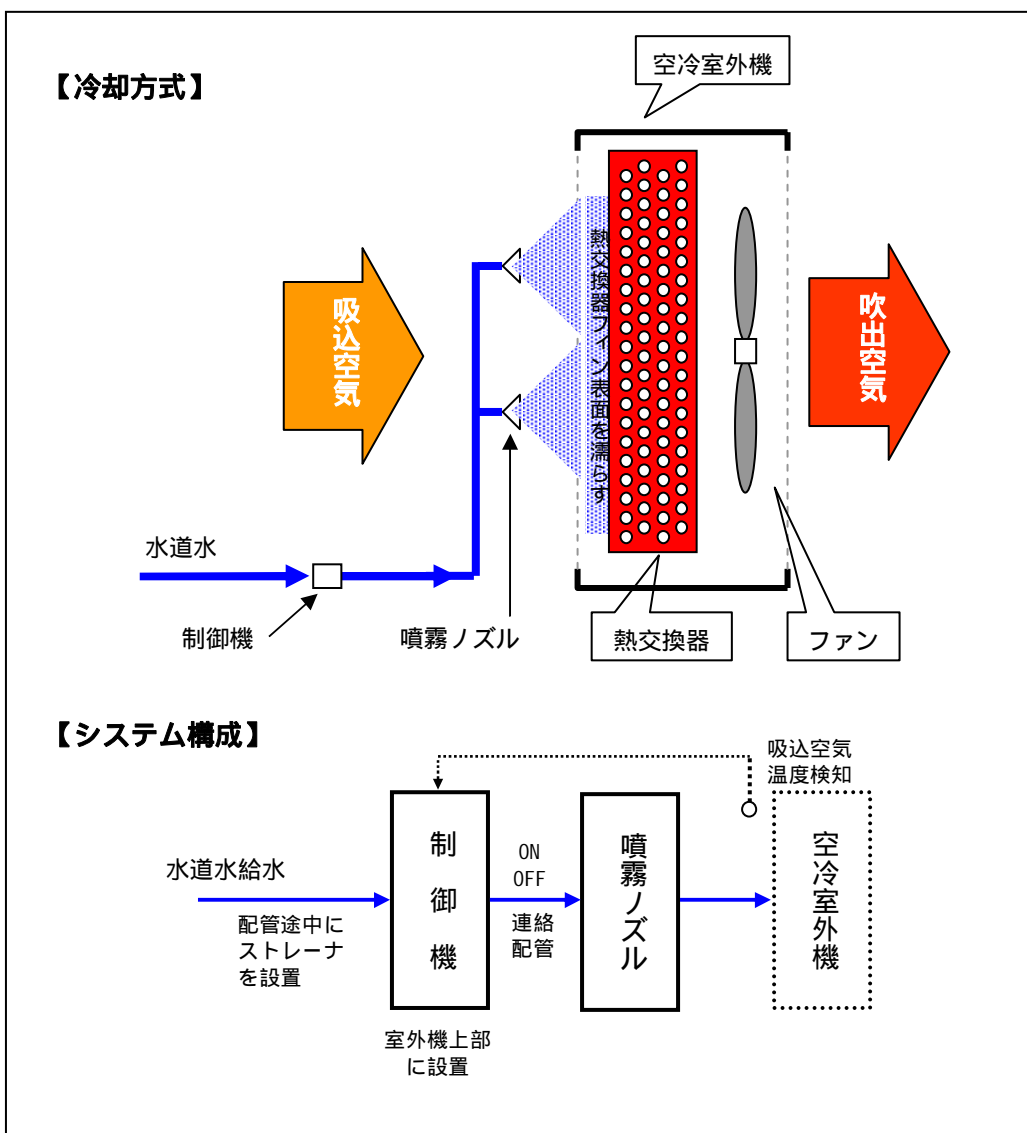 【冷却方式】
空冷室外機
吸込空気
熱交換器フィン表面を濡らす
吹出空気
水道水
制御機
噴霧ノズル
熱交換器
ファン
【システム構成】
吸込空気
温度検知
水道水給水
配管途中に
ストレーナ
を設置
制御機
ON
OFF
連絡
配管
噴霧ノズル
空冷室外機
室外機上部
に設置